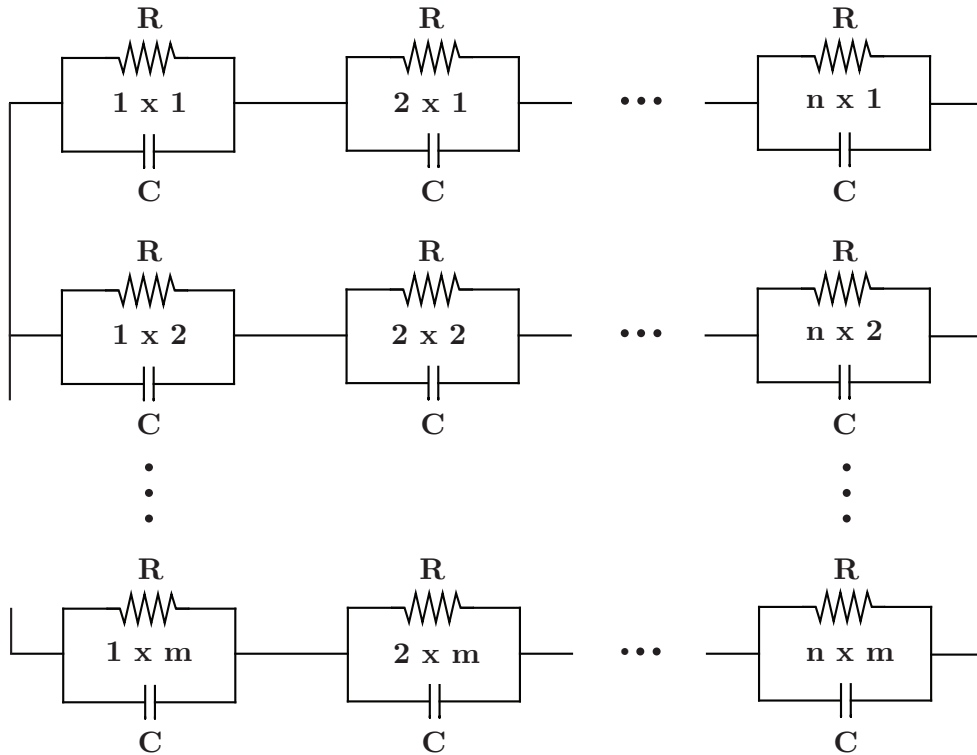 R R R
1 x 1 2 x 1 ••• n x 1
C C C
R R R
1 x 2 2 x 2 ••• n x 2
C C C
R R R
1 x m 2 x m ••• n x m
C C C